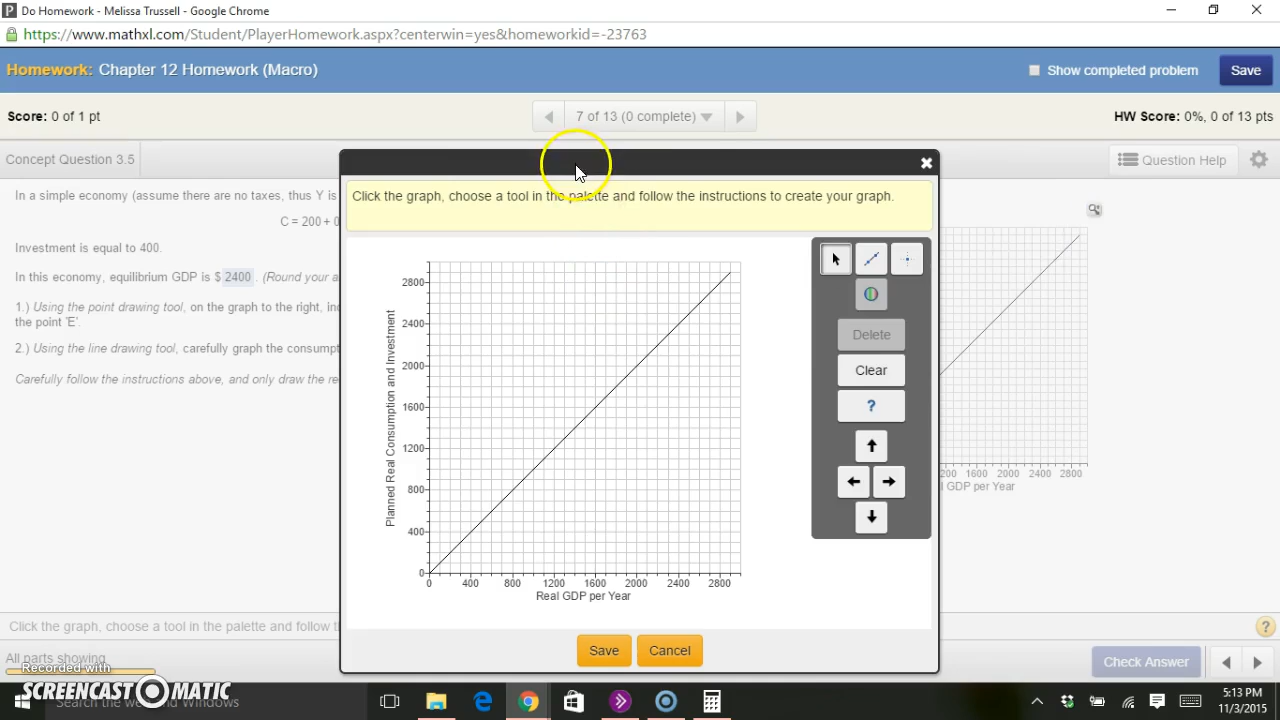 Do Homework - Melissa Trussell - Google Chrome
https://www.mathxl.com/Student/PlayerHomework.aspx?centerwin=yes&homeworkid=-23763
Homework: Chapter 12 Homework (Macro)
Show completed problem
Save
Score: 0 of 1 pt
7 of 13 (0 complete)
HW Score: 0%, 0 of 13 pts
Concept Question 3.5
Question Help
In a simple economy (assume there are no taxes, thus Y is
C = 200 + 0
Investment is equal to 400.
In this economy, equilibrium GDP is $ 2400. (Round your a
1.) Using the point drawing tool, on the graph to the right, in
the point 'E'
2.) Using the line drawing tool, carefully graph the consumpt
Carefully follow the instructions above, and only draw the re
Click the graph, choose a tool in the palette and follow the instructions to create your graph.
Delete
Clear
?
Planned Real Consumption and Investment
2800
2400
2000
1600
1200
800
400
0
0 400 800 1200 1600 2000 2400 2800
Real GDP per Year
Save
Cancel
200 1600 2000 2400 2800
l GDP per Year
Click the graph, choose a tool in the palette and follow t
?
All parts showing
Check Answer
Recorded with
SCREENCAST MATIC
Search the web and Windows
5:13 PM
11/3/2015